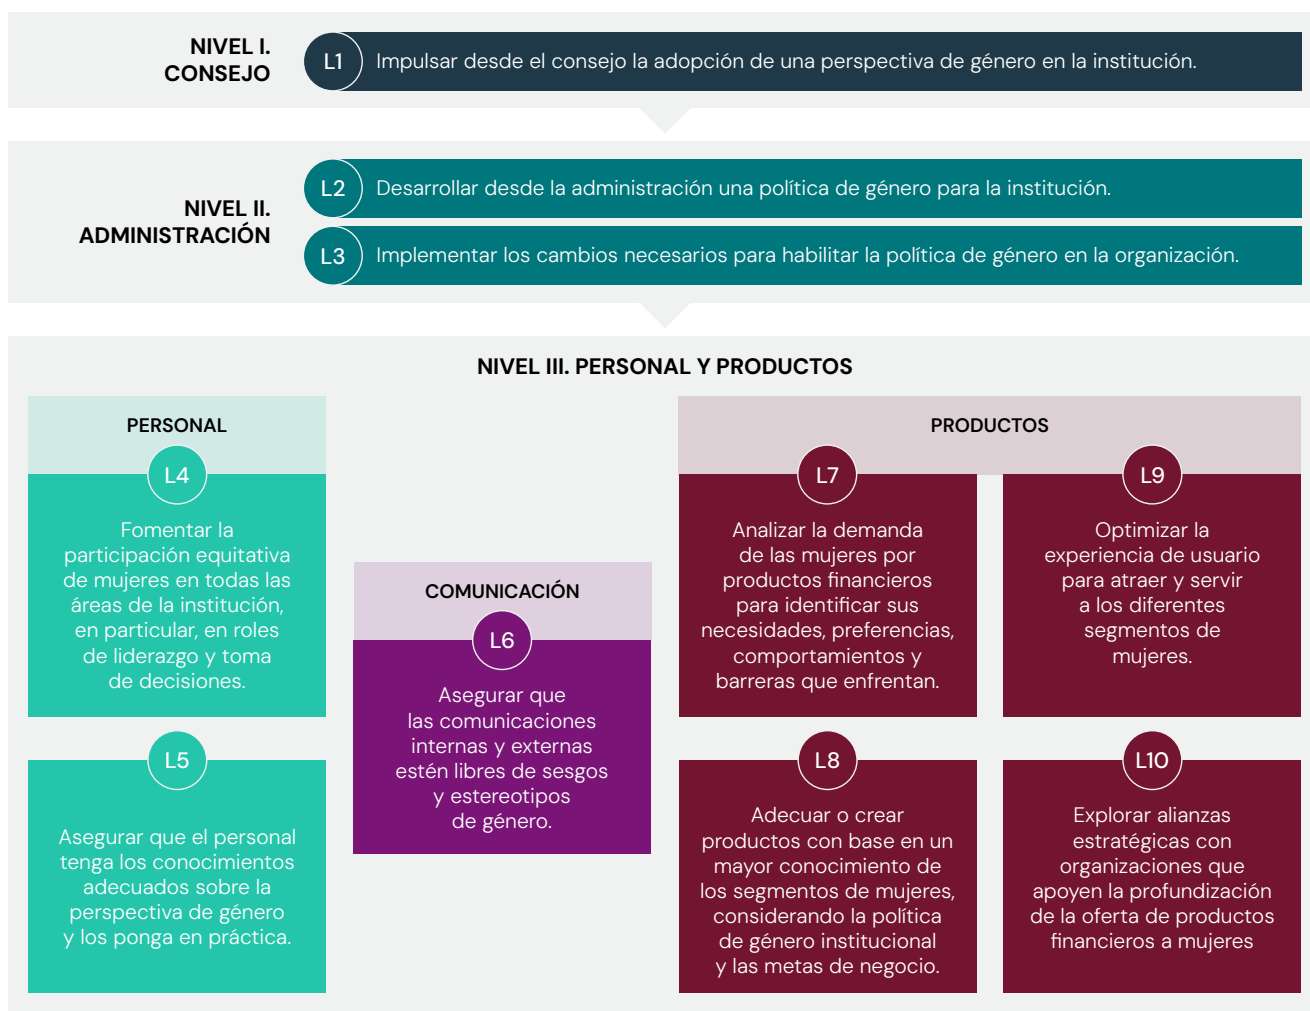 NIVEL I.
CONSEJO
L1
Impulsar desde el consejo la adopción de una perspectiva de género en la institución.
NIVEL II.
ADMINISTRACIÓN
L2
Desarrollar desde la administración una política de género para la institución.
L3
Implementar los cambios necesarios para habilitar la política de género en la organización.
NIVEL III. PERSONAL Y PRODUCTOS
PERSONAL
L4
Fomentar la
participación equitativa
de mujeres en todas las
áreas de la institución,
en particular, en roles
de liderazgo y toma
de decisiones.
L5
Asegurar que el personal
tenga los conocimientos
adecuados sobre la
perspectiva de género
y los ponga en práctica.
COMUNICACIÓN
L6
Asegurar que
las comunicaciones
internas y externas
estén libres de sesgos
y estereotipos
de género.
PRODUCTOS
L7
Analizar la demanda
de las mujeres por
productos financieros
para identificar sus
necesidades, preferencias,
comportamientos y
barreras que enfrentan.
L8
Adecuar o crear
productos con base en un
mayor conocimiento de
los segmentos de mujeres,
considerando la política
de género institucional
y las metas de negocio.
L9
Optimizar la
experiencia de usuario
para atraer y servir
a los diferentes
segmentos de
mujeres.
L10
Explorar alianzas
estratégicas con
organizaciones que
apoyen la profundización
de la oferta de productos
financieros a mujeres